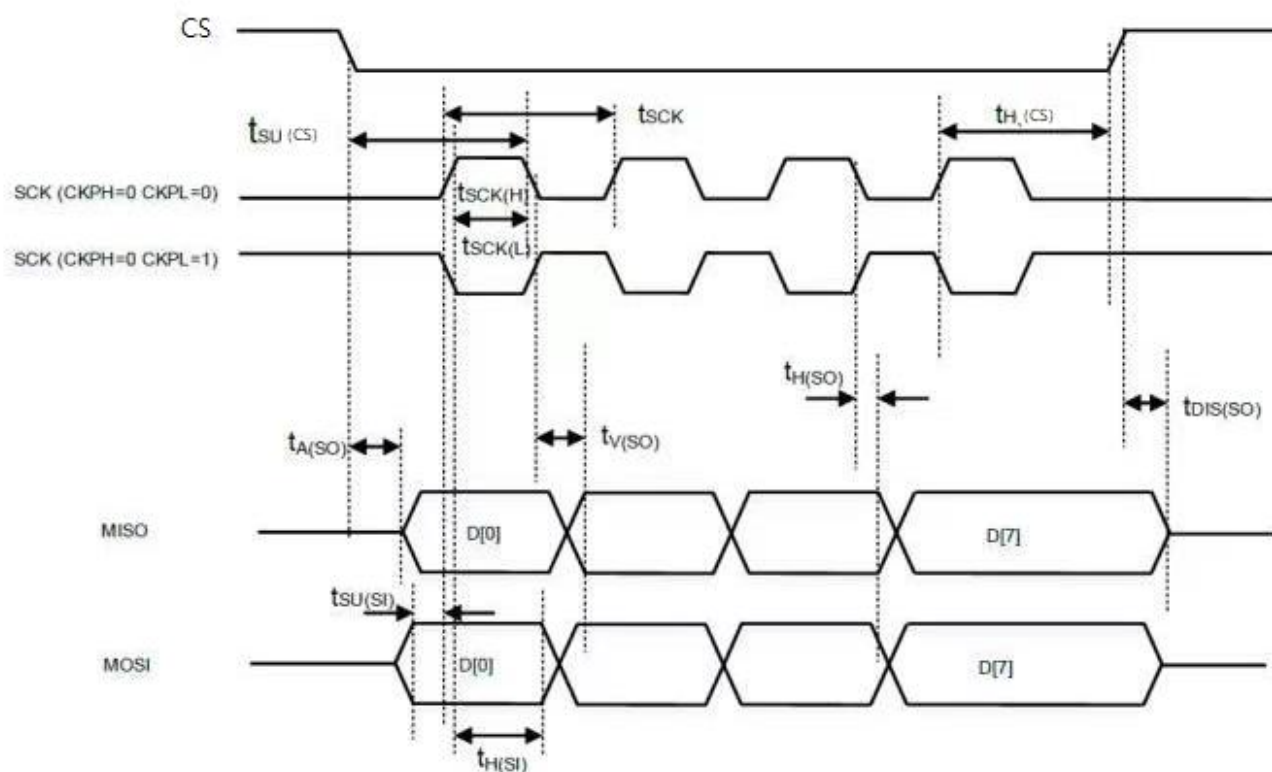 CS
tSCK
tSU (CS)
tH, (CS)
SCK (CKPH=0 CKPL=0)
tSCK(H)
SCK (CKPH=0 CKPL=1)
tSCK(L)
tH(SO)
tDIS(SO)
tA(SO)
tV(SO)
MISO
D[0]
D[7]
tSU(SI)
MOSI
D[0]
D[7]
tH(SI)